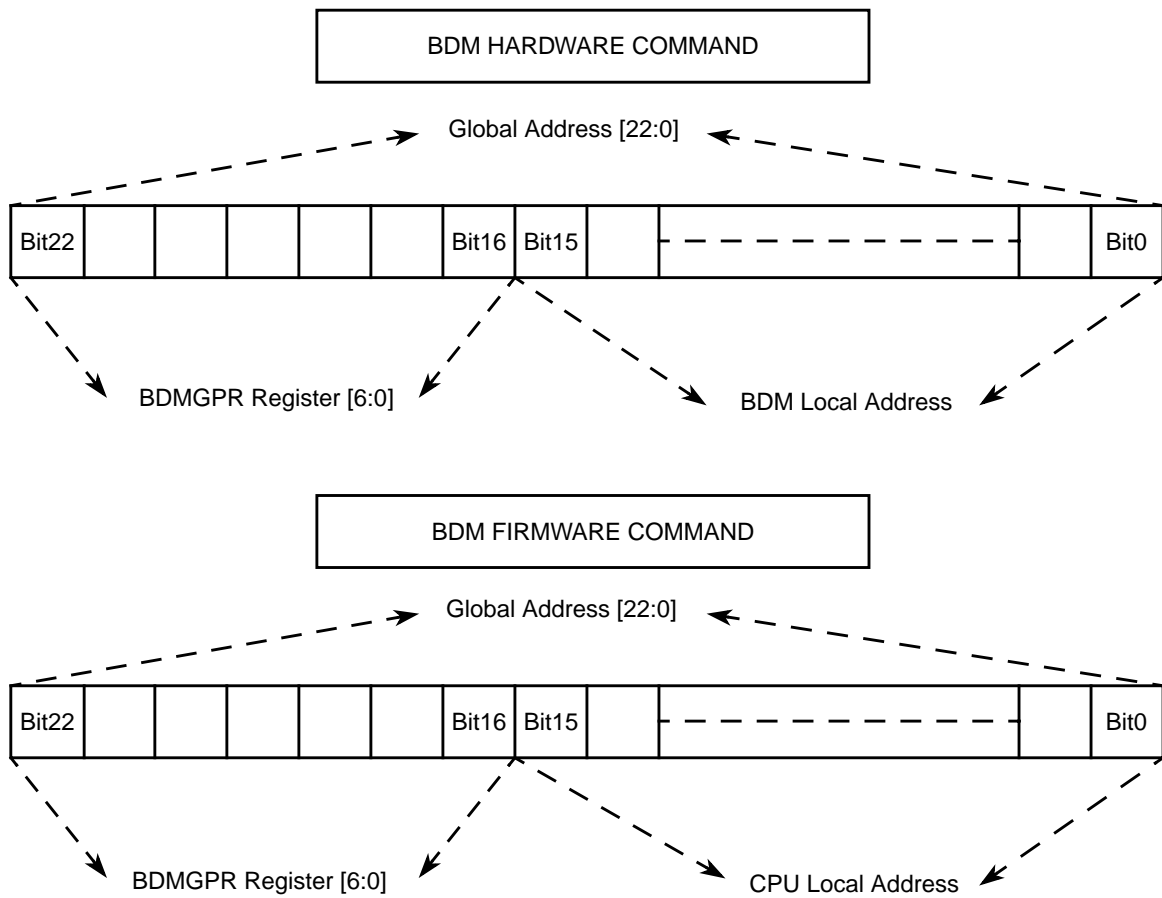 BDM HARDWARE COMMAND
Global Address [22:0]
Bit22 Bit16 Bit15 Bit0
BDMGPR Register [6:0] BDM Local Address
BDM FIRMWARE COMMAND
Global Address [22:0]
Bit22 Bit16 Bit15 Bit0
BDMGPR Register [6:0] CPU Local Address